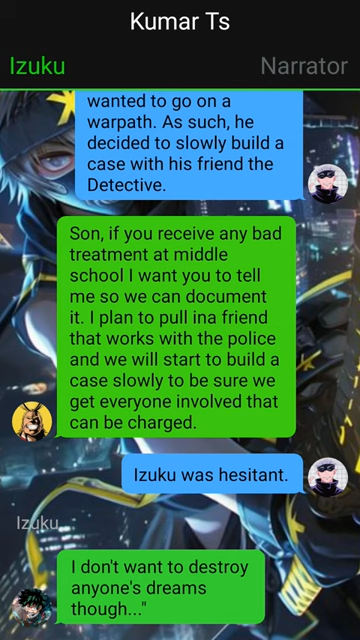 Kumar Ts
Izuku
Narrator
wanted to go on a
warpath. As such, he
decided to slowly build a
case with his friend the
Detective.
Son, if you receive any bad
treatment at middle
school I want you to tell
me so we can document
it. I plan to pull ina friend
that works with the police
and we will start to build a
case slowly to be sure we
get everyone involved that
can be charged.
Izuku was hesitant.
Izuku
I don't want to destroy
anyone's dreams
though..."